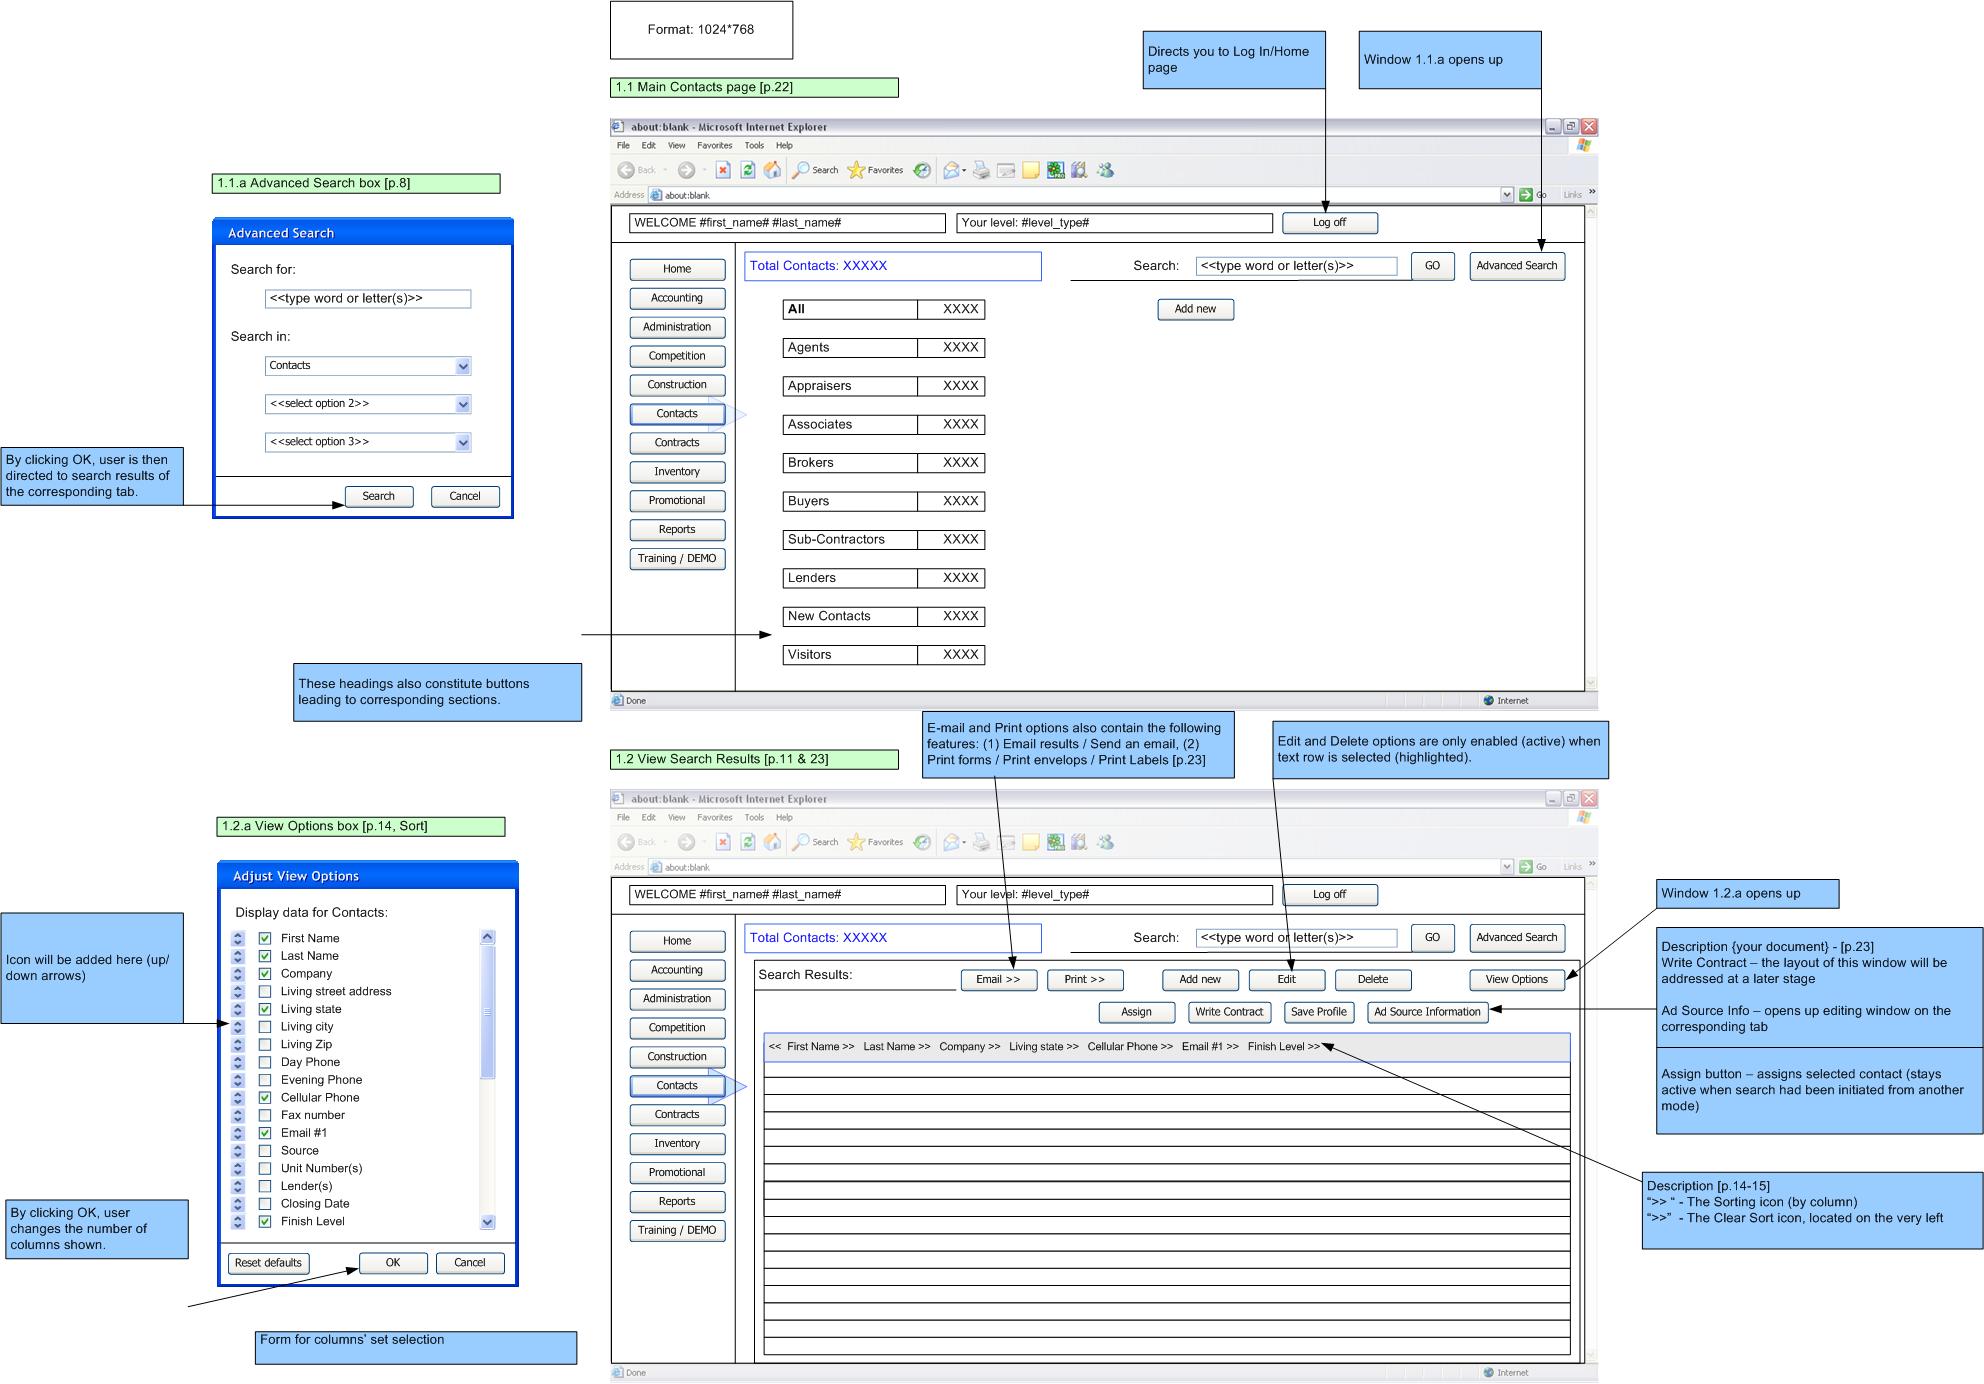 Format: 1024*768
Directs you to Log In/Home
page
Window 1.1.a opens up
1.1 Main Contacts page [p.22]
about:blank - Microsoft Internet Explorer
File Edit View Favorites Tools Help
Back Search Favorites
Address about:blank Go Links »
WELCOME #first_name# #last_name#
Your level: #level_type#
Log off
Home
Accounting
Administration
Competition
Construction
Contacts
Contracts
Inventory
Promotional
Reports
Training / DEMO
Total Contacts: XXXXX
Search: <<type word or letter(s)>> GO Advanced Search
Add new
All XXXX
Agents XXXX
Appraisers XXXX
Associates XXXX
Brokers XXXX
Buyers XXXX
Sub-Contractors XXXX
Lenders XXXX
New Contacts XXXX
Visitors XXXX
Done Internet
1.1.a Advanced Search box [p.8]
Advanced Search
Search for:
<<type word or letter(s)>>
Search in:
Contacts
<<select option 2>>
<<select option 3>>
Search Cancel
By clicking OK, user is then
directed to search results of
the corresponding tab.
These headings also constitute buttons
leading to corresponding sections.
1.2 View Search Results [p.11 & 23]
E-mail and Print options also contain the following
features: (1) Email results / Send an email, (2)
Print forms / Print envelops / Print Labels [p.23]
Edit and Delete options are only enabled (active) when
text row is selected (highlighted).
about:blank - Microsoft Internet Explorer
File Edit View Favorites Tools Help
Back Search Favorites
Address about:blank Go Links »
WELCOME #first_name# #last_name#
Your level: #level_type#
Log off
Home
Accounting
Administration
Competition
Construction
Contacts
Contracts
Inventory
Promotional
Reports
Training / DEMO
Total Contacts: XXXXX
Search: <<type word or letter(s)>> GO Advanced Search
Search Results: Email >> Print >> Add new Edit Delete View Options
Assign Write Contract Save Profile Ad Source Information
<< First Name >> Last Name >> Company >> Living state >> Cellular Phone >> Email #1 >> Finish Level >>
Done Internet
1.2.a View Options box [p.14, Sort]
Adjust View Options
Display data for Contacts:
First Name
Last Name
Company
Living street address
Living state
Living city
Living Zip
Day Phone
Evening Phone
Cellular Phone
Fax number
Email #1
Source
Unit Number(s)
Lender(s)
Closing Date
Finish Level
Reset defaults OK Cancel
Icon will be added here (up/
down arrows)
By clicking OK, user
changes the number of
columns shown.
Form for columns' set selection
Window 1.2.a opens up
Description {your document} - [p.23]
Write Contract – the layout of this window will be
addressed at a later stage
Ad Source Info – opens up editing window on the
corresponding tab
Assign button – assigns selected contact (stays
active when search had been initiated from another
mode)
Description [p.14-15]
“>> “ - The Sorting icon (by column)
“>>” - The Clear Sort icon, located on the very left